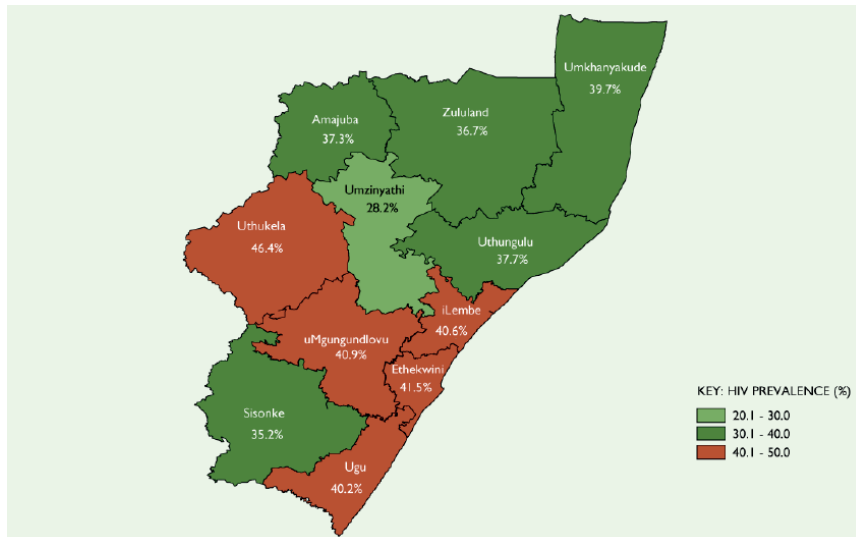 Umkhanyakude
39.7%
Zululand
36.7%
Amajuba
37.3%
Umzinyathi
28.2%
Uthukela
46.4%
Uthungulu
37.7%
iLembe
40.6%
uMgungundlovu
40.9%
Ethekwini
41.5%
Sisonke
35.2%
Ugu
40.2%
KEY: HIV PREVALENCE (%)
20.1 - 30.0
30.1 - 40.0
40.1 - 50.0